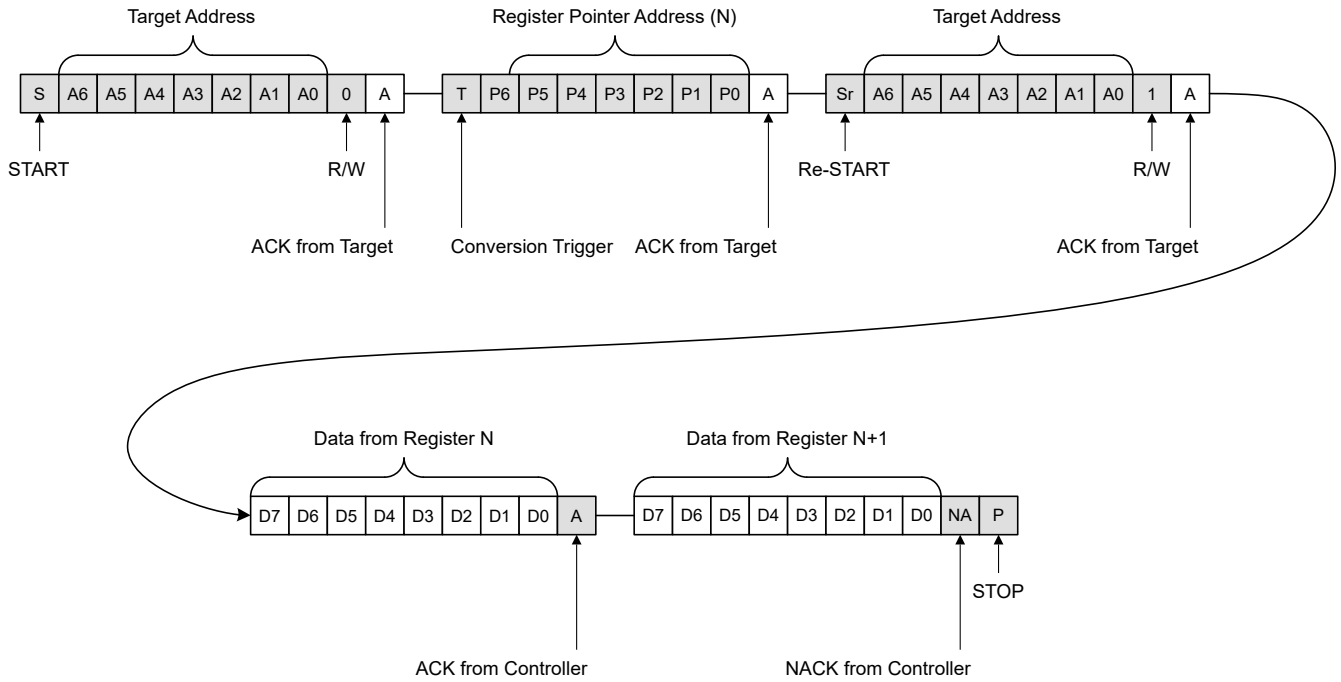 Target Address
Register Pointer Address (N)
Target Address
S A6 A5 A4 A3 A2 A1 A0 0 A
T P6 P5 P4 P3 P2 P1 P0 A
Sr A6 A5 A4 A3 A2 A1 A0 1 A
START
R/W
Re-START
R/W
ACK from Target
Conversion Trigger
ACK from Target
ACK from Target
Data from Register N
Data from Register N+1
D7 D6 D5 D4 D3 D2 D1 D0 A
D7 D6 D5 D4 D3 D2 D1 D0 NA P
STOP
ACK from Controller
NACK from Controller